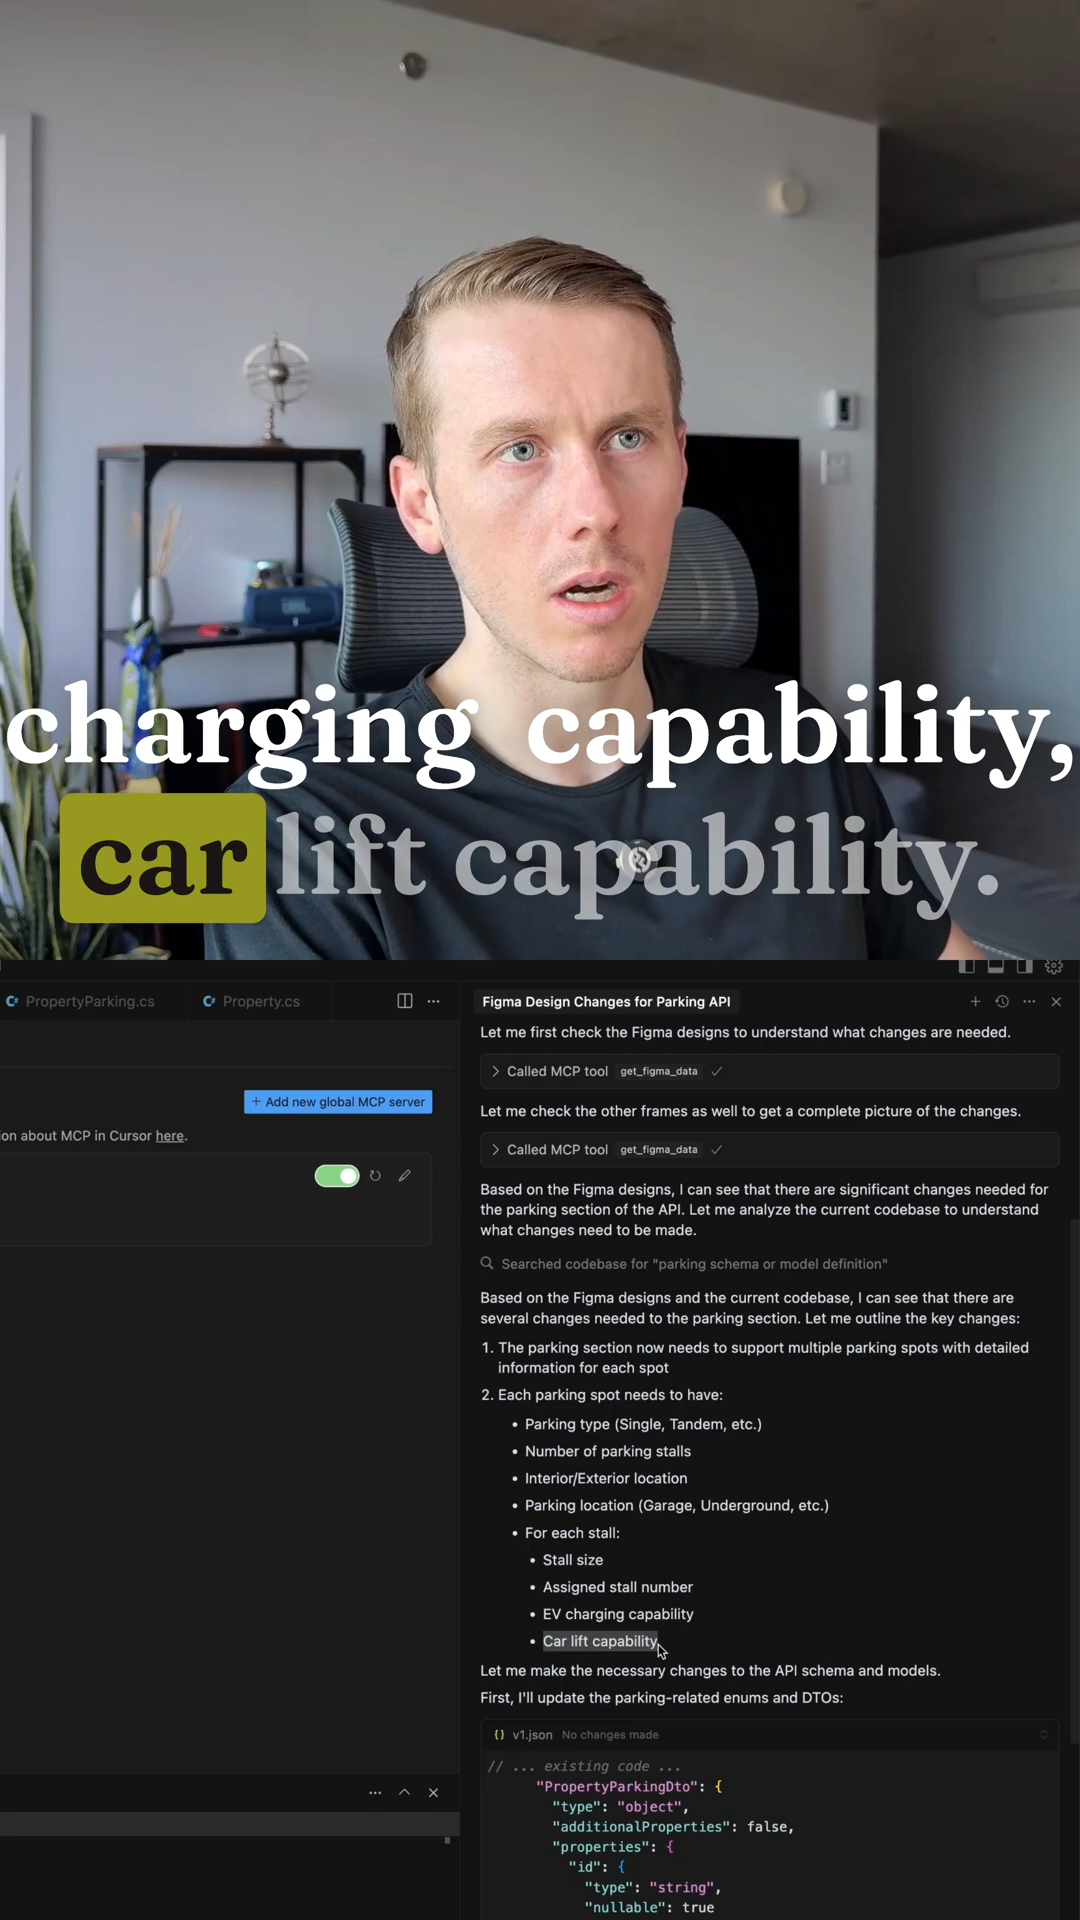 charging capability,
car lift capability.
PropertyParking.cs
Property.cs
Figma Design Changes for Parking API
Let me first check the Figma designs to understand what changes are needed.
Called MCP tool get_figma_data
Let me check the other frames as well to get a complete picture of the changes.
Called MCP tool get_figma_data
+ Add new global MCP server
ion about MCP in Cursor here.
Based on the Figma designs, I can see that there are significant changes needed for
the parking section of the API. Let me analyze the current codebase to understand
what changes need to be made.
Searched codebase for "parking schema or model definition"
Based on the Figma designs and the current codebase, I can see that there are
several changes needed to the parking section. Let me outline the key changes:
1. The parking section now needs to support multiple parking spots with detailed
information for each spot
2. Each parking spot needs to have:
• Parking type (Single, Tandem, etc.)
• Number of parking stalls
• Interior/Exterior location
• Parking location (Garage, Underground, etc.)
• For each stall:
• Stall size
• Assigned stall number
• EV charging capability
• Car lift capability
Let me make the necessary changes to the API schema and models.
First, I'll update the parking-related enums and DTOs:
{} v1.json No changes made
// ... existing code ...
"PropertyParkingDto": {
"type": "object",
"additionalProperties": false,
"properties": {
"id": {
"type": "string",
"nullable": true